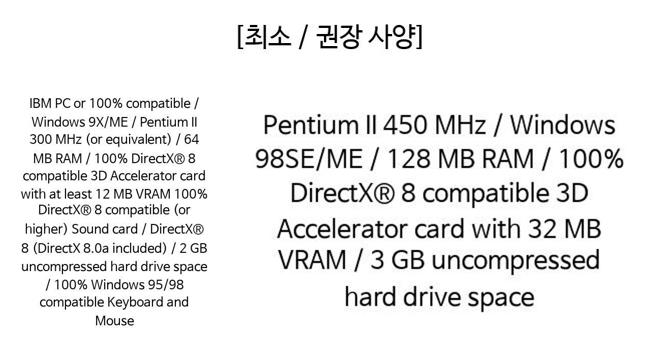 [최소 / 권장 사양]
IBM PC or 100% compatible /
Windows 9X/ME / Pentium II
300 MHz (or equivalent) / 64
MB RAM / 100% DirectX® 8
compatible 3D Accelerator card
with at least 12 MB VRAM 100%
DirectX® 8 compatible (or
higher) Sound card / DirectX®
8 (DirectX 8.0a included) / 2 GB
uncompressed hard drive space
/ 100% Windows 95/98
compatible Keyboard and
Mouse
Pentium II 450 MHz / Windows
98SE/ME / 128 MB RAM / 100%
DirectX® 8 compatible 3D
Accelerator card with 32 MB
VRAM / 3 GB uncompressed
hard drive space